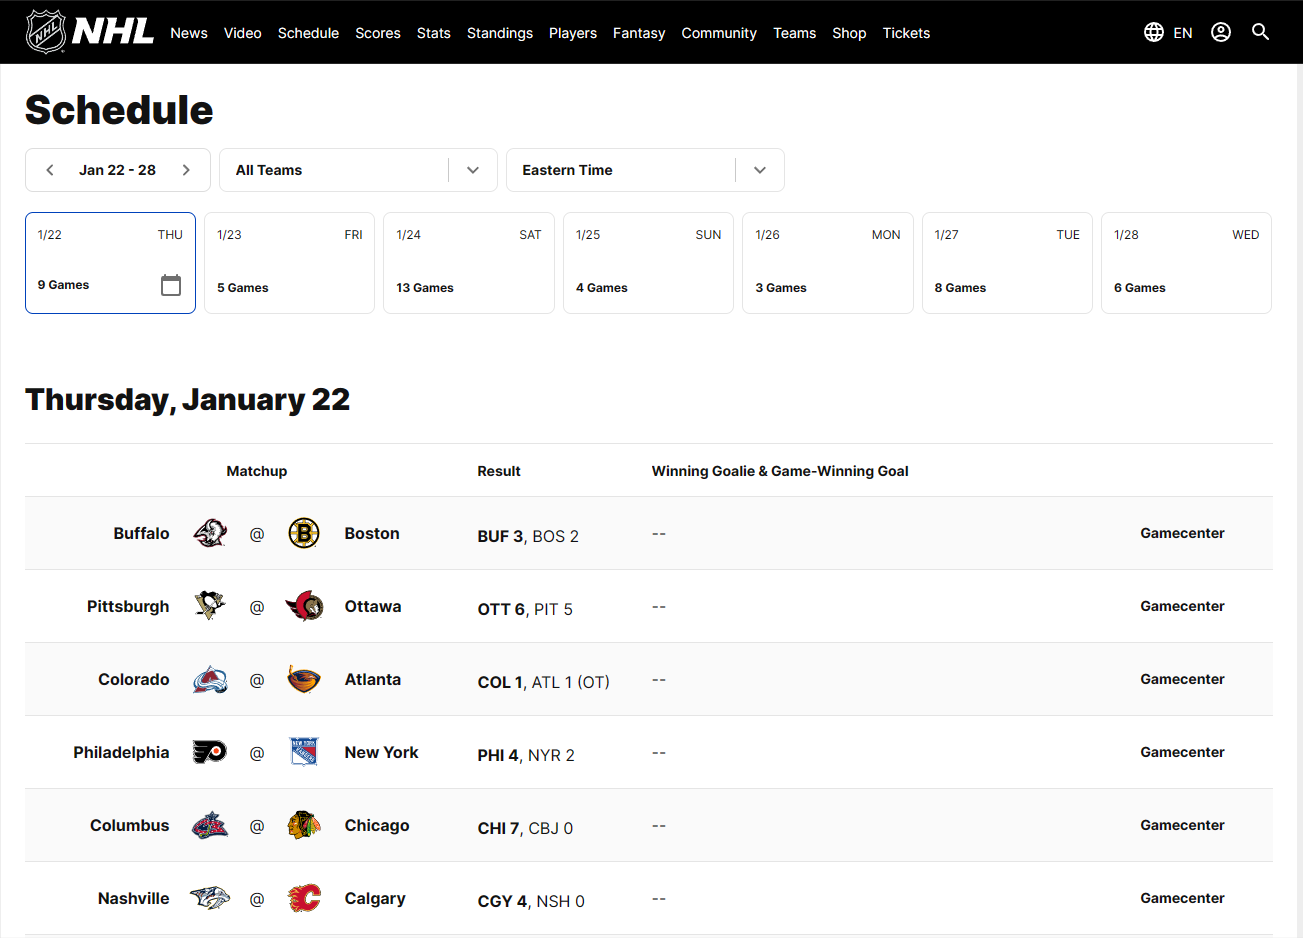 NHL NHL News Video Schedule Scores Stats Standings Players Fantasy Community Teams Shop Tickets EN
Schedule
Jan 22 - 28 All Teams Eastern Time
1/22 THU 1/23 FRI 1/24 SAT 1/25 SUN 1/26 MON 1/27 TUE 1/28 WED
9 Games 5 Games 13 Games 4 Games 3 Games 8 Games 6 Games
Thursday, January 22
Matchup Result Winning Goalie & Game-Winning Goal
Buffalo @ B Boston BUF 3, BOS 2 -- Gamecenter
Pittsburgh @ Ottawa OTT 6, PIT 5 -- Gamecenter
Colorado @ Atlanta COL 1, ATL 1 (OT) -- Gamecenter
Philadelphia @ NEW YORK RANGERS New York PHI 4, NYR 2 -- Gamecenter
Columbus @ Chicago CHI 7, CBJ 0 -- Gamecenter
Nashville @ Calgary CGY 4, NSH 0 -- Gamecenter